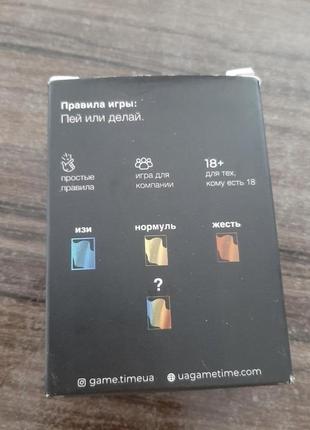 Правила игры:
Пей или делай.
простые
правила
игра для
компании
18+
для тех,
кому есть 18
изи
нормуль
жесть
?
game.timeua
uagametime.com